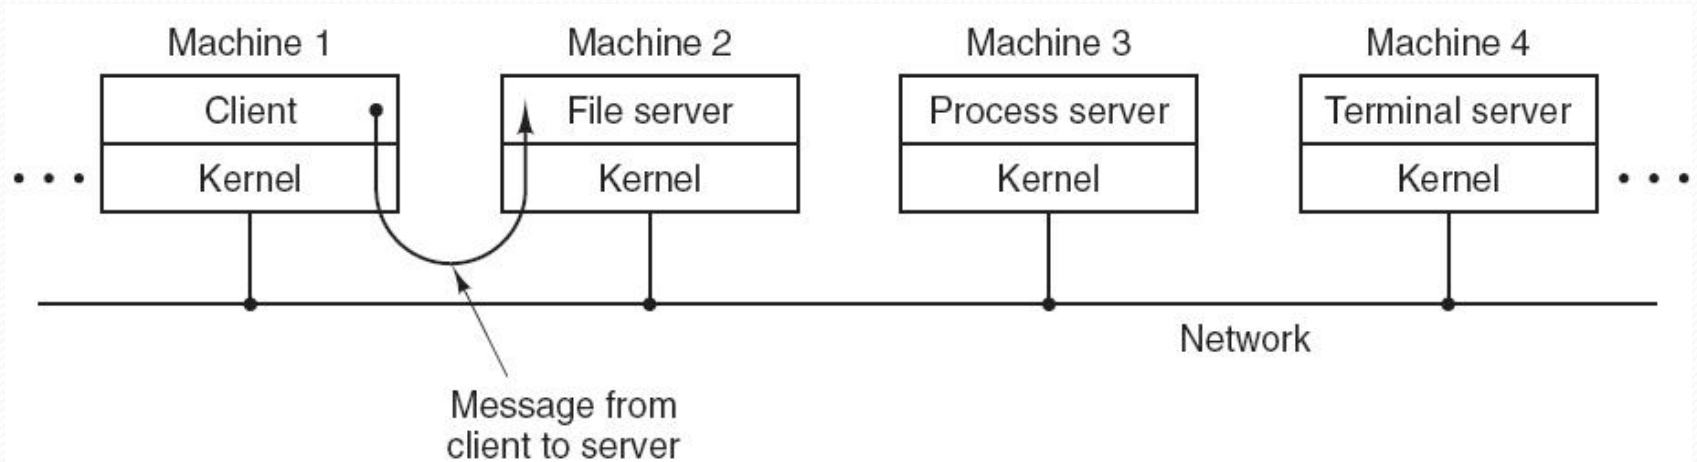 Machine 1
Machine 2
Machine 3
Machine 4
Client
File server
Process server
Terminal server
Kernel
Kernel
Kernel
Kernel
Network
Message from
client to server